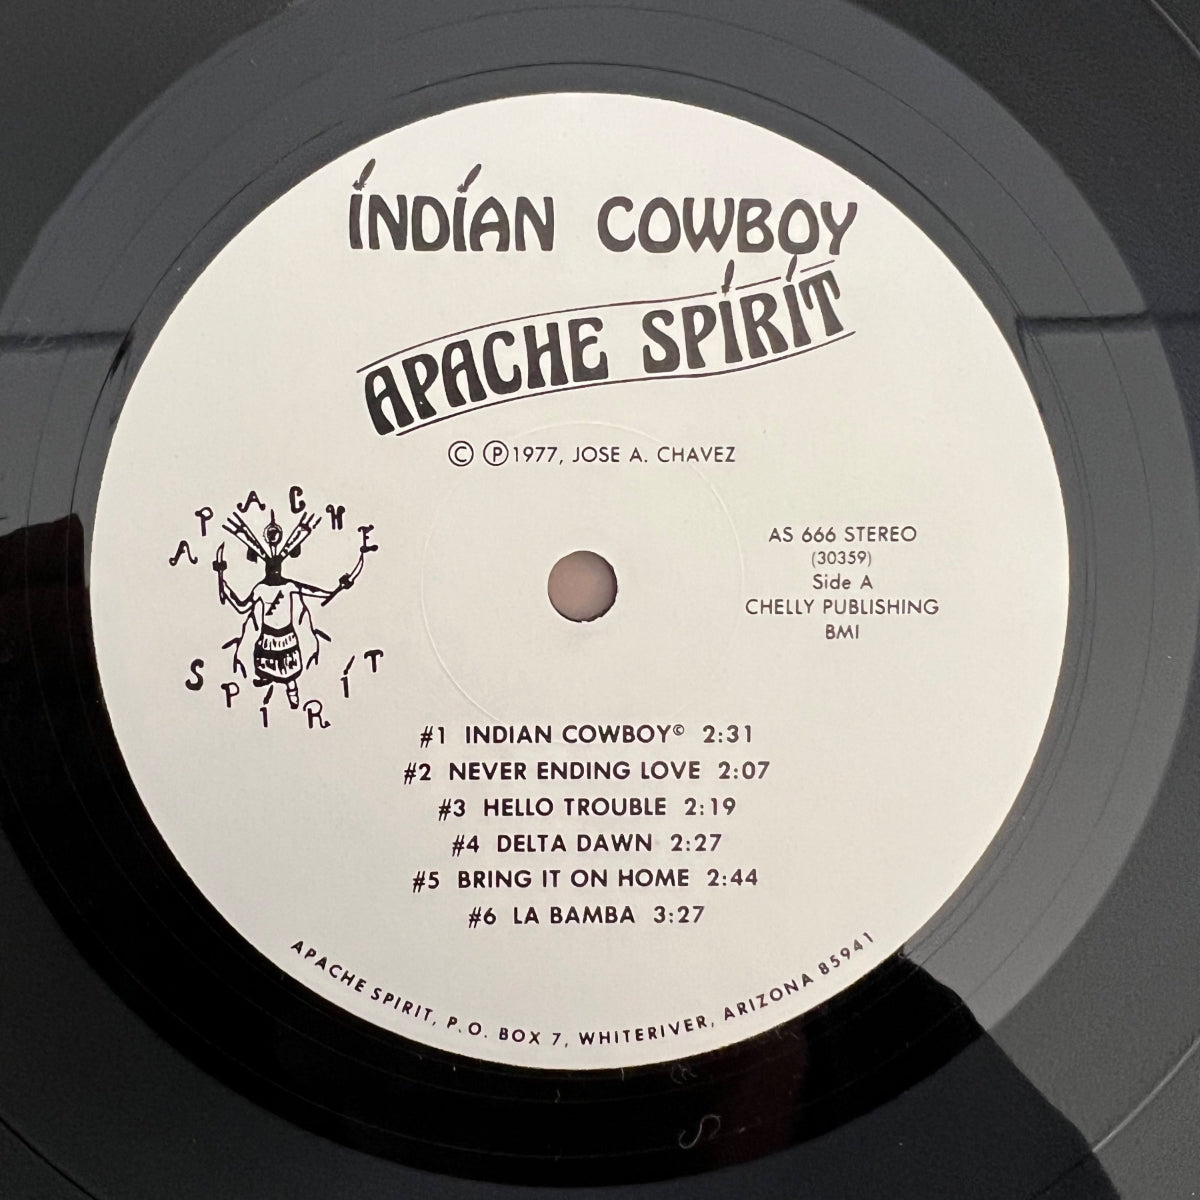 INDIAN COWBOY
APACHE SPIRIT
© ℗ 1977, JOSE A. CHAVEZ
APACHE
SPIRIT
AS 666 STEREO
(30359)
Side A
CHELLY PUBLISHING
BMI
#1 INDIAN COWBOY© 2:31
#2 NEVER ENDING LOVE 2:07
#3 HELLO TROUBLE 2:19
#4 DELTA DAWN 2:27
#5 BRING IT ON HOME 2:44
#6 LA BAMBA 3:27
APACHE SPIRIT, P.O. BOX 7, WHITERIVER, ARIZONA 85941